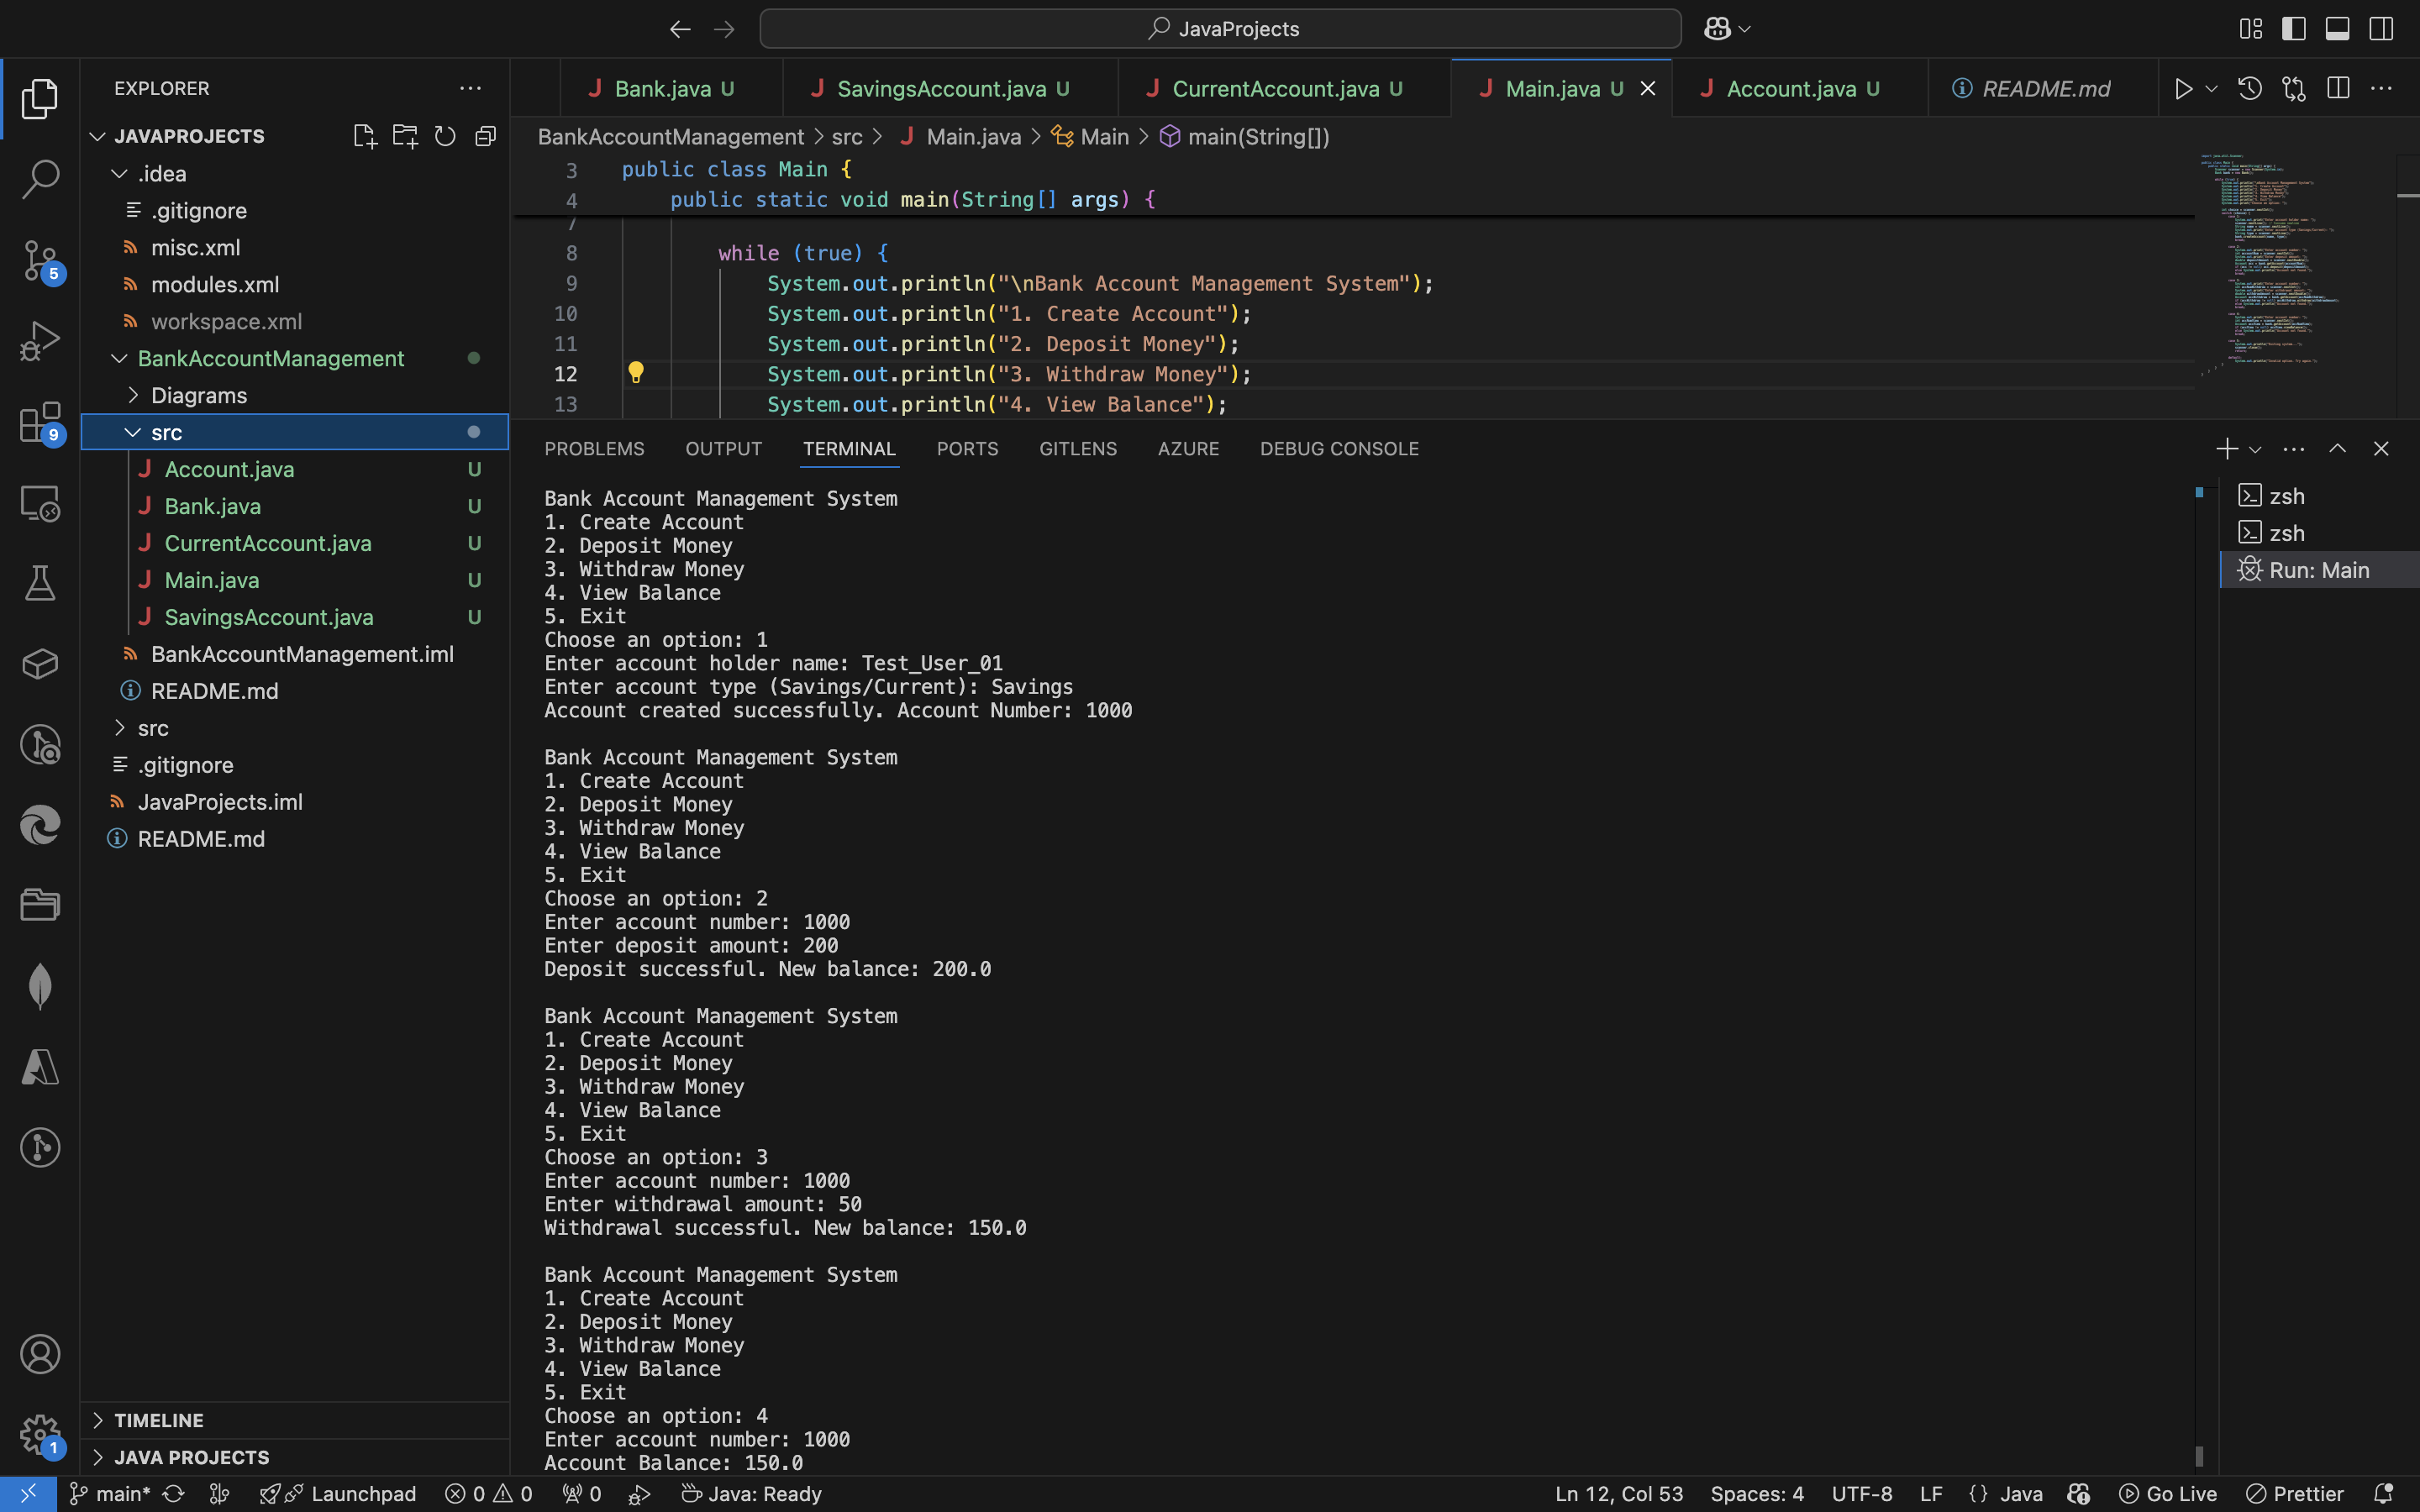 JavaProjects
EXPLORER
JAVAPROJECTS
.idea
.gitignore
misc.xml
modules.xml
workspace.xml
BankAccountManagement
Diagrams
src
Account.java U
Bank.java U
CurrentAccount.java U
Main.java U
SavingsAccount.java U
BankAccountManagement.iml
README.md
src
.gitignore
JavaProjects.iml
README.md
TIMELINE
JAVA PROJECTS
5
9
1
Bank.java U
SavingsAccount.java U
CurrentAccount.java U
Main.java U
Account.java U
README.md
BankAccountManagement > src > Main.java > Main > main(String[])
3 public class Main {
4 public static void main(String[] args) {
7
8 while (true) {
9 System.out.println("\nBank Account Management System");
10 System.out.println("1. Create Account");
11 System.out.println("2. Deposit Money");
12 System.out.println("3. Withdraw Money");
13 System.out.println("4. View Balance");
PROBLEMS OUTPUT TERMINAL PORTS GITLENS AZURE DEBUG CONSOLE
Bank Account Management System
1. Create Account
2. Deposit Money
3. Withdraw Money
4. View Balance
5. Exit
Choose an option: 1
Enter account holder name: Test_User_01
Enter account type (Savings/Current): Savings
Account created successfully. Account Number: 1000
Bank Account Management System
1. Create Account
2. Deposit Money
3. Withdraw Money
4. View Balance
5. Exit
Choose an option: 2
Enter account number: 1000
Enter deposit amount: 200
Deposit successful. New balance: 200.0
Bank Account Management System
1. Create Account
2. Deposit Money
3. Withdraw Money
4. View Balance
5. Exit
Choose an option: 3
Enter account number: 1000
Enter withdrawal amount: 50
Withdrawal successful. New balance: 150.0
Bank Account Management System
1. Create Account
2. Deposit Money
3. Withdraw Money
4. View Balance
5. Exit
Choose an option: 4
Enter account number: 1000
Account Balance: 150.0
zsh
zsh
Run: Main
main* Launchpad 0 0 0 Java: Ready
Ln 12, Col 53 Spaces: 4 UTF-8 LF {} Java Go Live Prettier